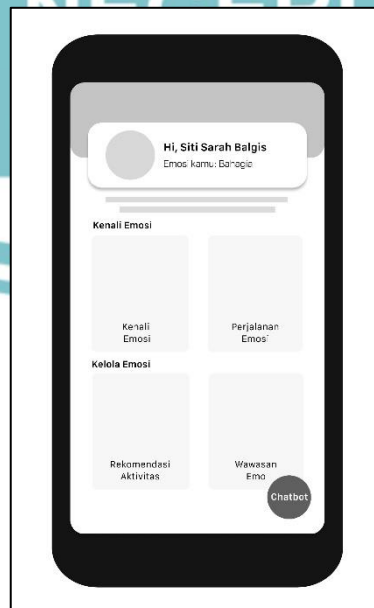 Hi, Siti Sarah Balgis
Emosi kamu: Bahagia
Kenali Emosi
Kenali
Emosi
Perjalanan
Emosi
Kelola Emosi
Rekomendasi
Aktivitas
Wawasan
Emo
Chatbot